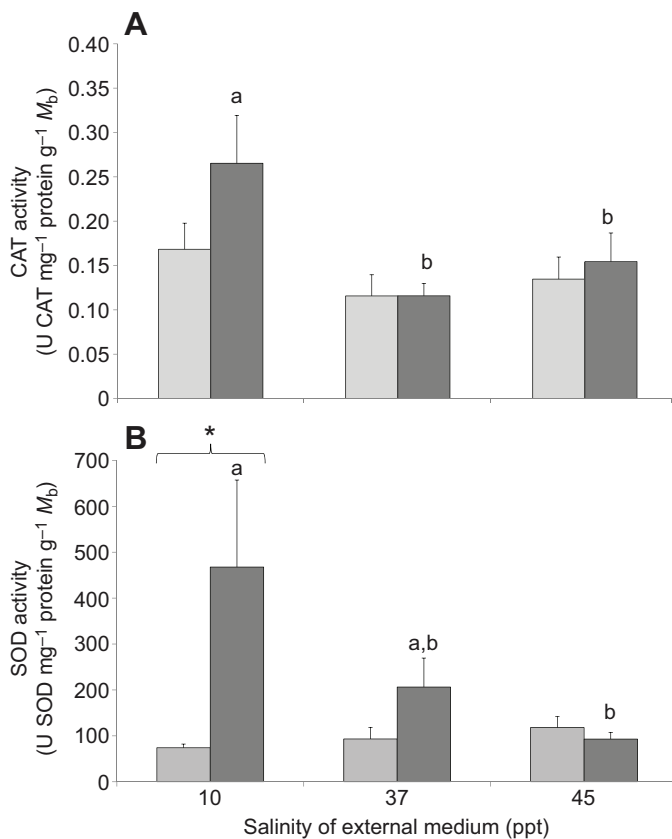 A
0.40
0.35
0.30
0.25
0.20
0.15
0.10
0.05
0
CAT activity
(U CAT mg⁻¹ protein g⁻¹ M_b)
a
b
b
B
700
600
500
400
300
200
100
0
SOD activity
(U SOD mg⁻¹ protein g⁻¹ M_b)
*
a
a,b
b
10 37 45
Salinity of external medium (ppt)